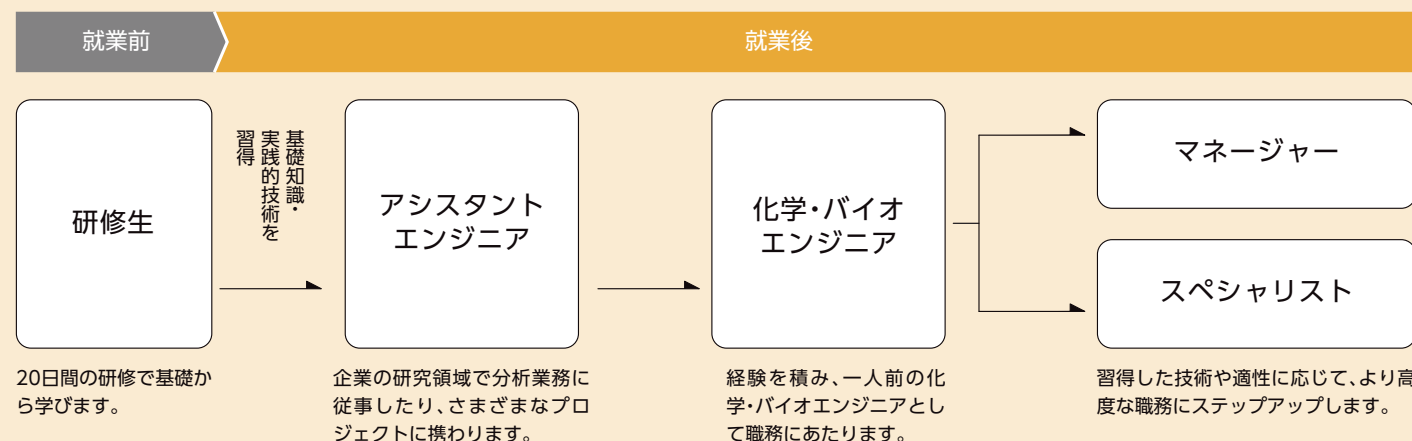 就業前
就業後
研修生
基礎知識・
実践的技術を
習得
アシスタント
エンジニア
化学・バイオ
エンジニア
マネージャー
スペシャリスト
20日間の研修で基礎か
ら学びます。
企業の研究領域で分析業務に
従事したり、さまざまなプロ
ジェクトに携わります。
経験を積み、一人前の化
学・バイオエンジニアとし
て職務にあたります。
習得した技術や適性に応じて、より高
度な職務にステップアップします。